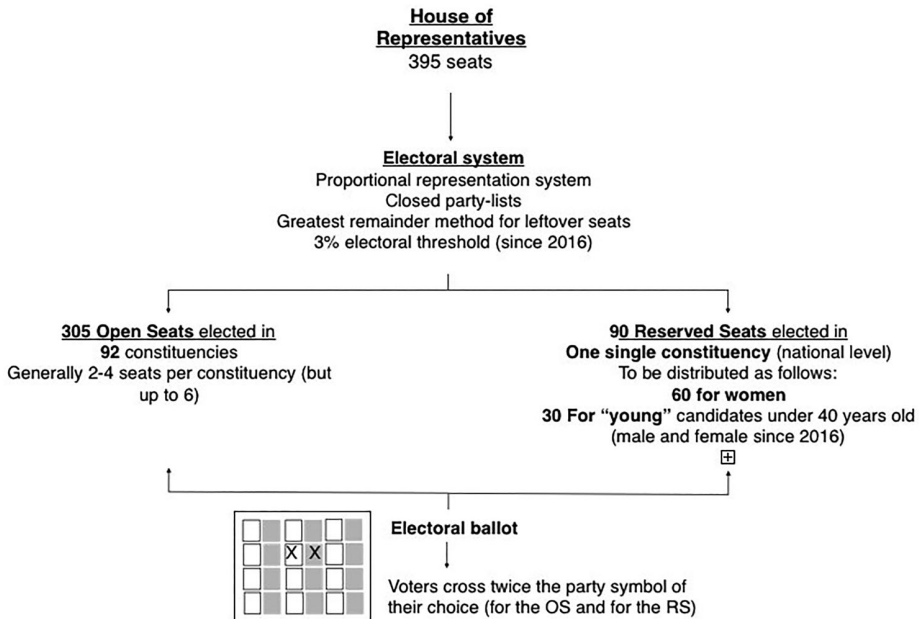 House of
Representatives
395 seats
Electoral system
Proportional representation system
Closed party-lists
Greatest remainder method for leftover seats
3% electoral threshold (since 2016)
305 Open Seats elected in
92 constituencies
Generally 2-4 seats per constituency (but
up to 6)
90 Reserved Seats elected in
One single constituency (national level)
To be distributed as follows:
60 for women
30 For “young” candidates under 40 years old
(male and female since 2016)
Electoral ballot
X X
Voters cross twice the party symbol of
their choice (for the OS and for the RS)